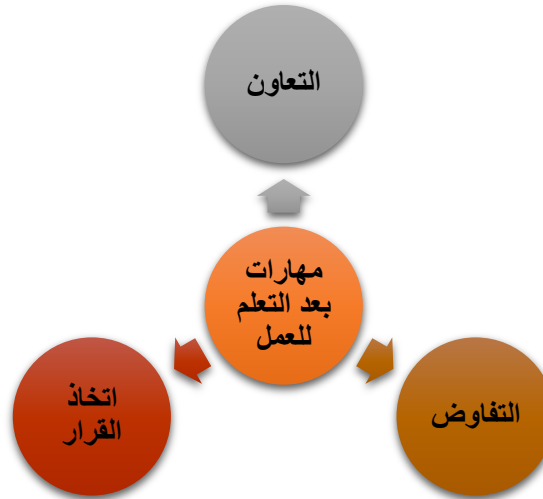 التعاون
مهارات
بعد التعلم
للعمل
التفاوض
اتخاذ
القرار